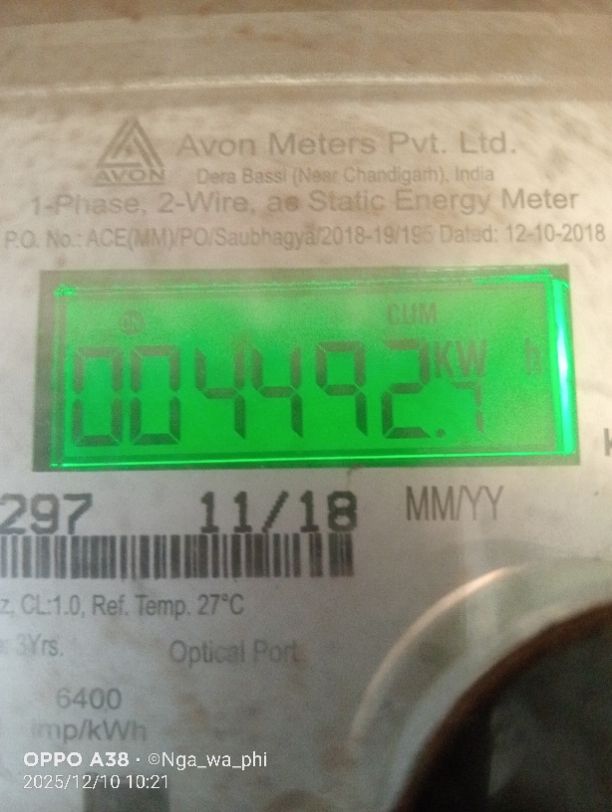 AVON
Avon Meters Pvt. Ltd.
Dera Bassi (Near Chandigarh), India
1-Phase, 2-Wire, ac Static Energy Meter
P.O. No.: ACE(MM)/PO/Saubhagya/2018-19/195 Dated: 12-10-2018
CUM
004492.
KW h
297 11/18 MM/YY
z, CL:1.0, Ref. Temp. 27°C
3Yrs. Optical Port
6400
imp/kWh
OPPO A38 · ©Nga_wa_phi
2025/12/10 10:21